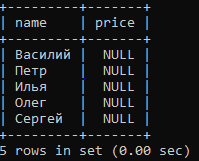 +---------+-------+
| name    | price |
+---------+-------+
| Василий |  NULL |
| Петр    |  NULL |
| Илья    |  NULL |
| Олег    |  NULL |
| Сергей  |  NULL |
+---------+-------+
5 rows in set (0.00 sec)